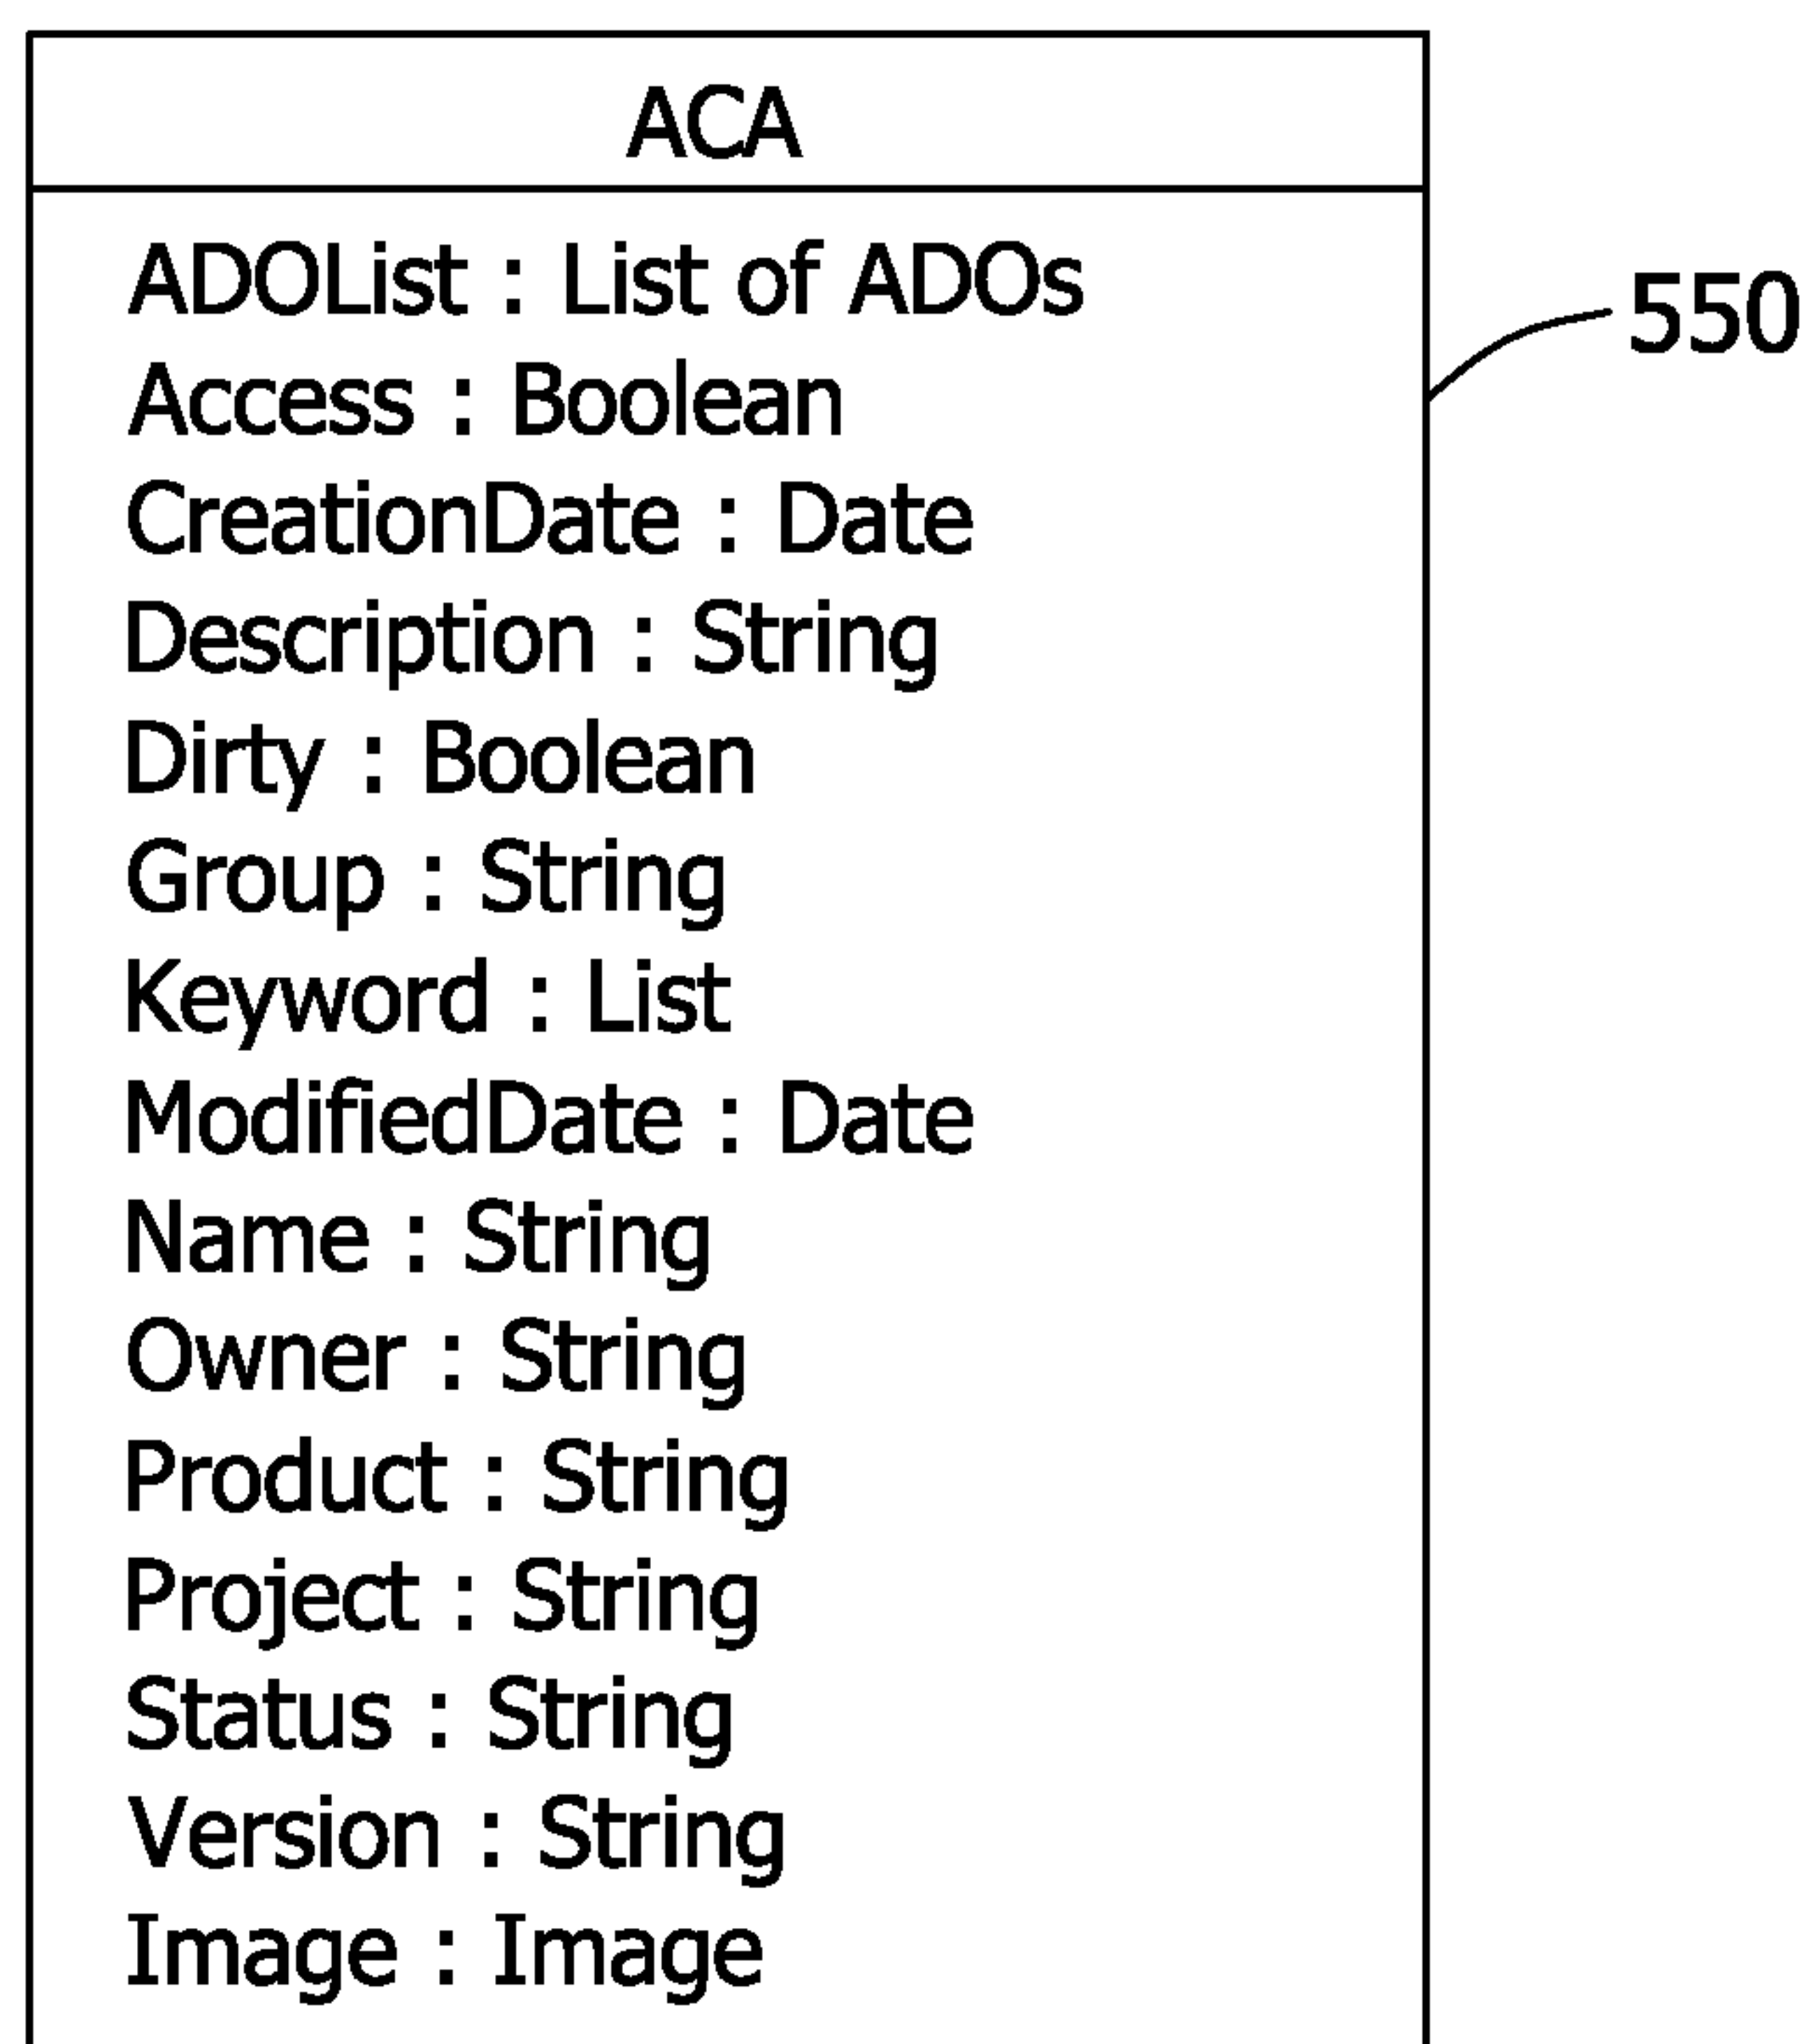 ACA
ADOList : List of ADOs
550
Access : Boolean
CreationDate : Date
Description : String
Dirty : Boolean
Group : String
Keyword : List
ModifiedDate : Date
Name : String
Owner : String
Product : String
Project : String
Status : String
Version : String
Image : Image